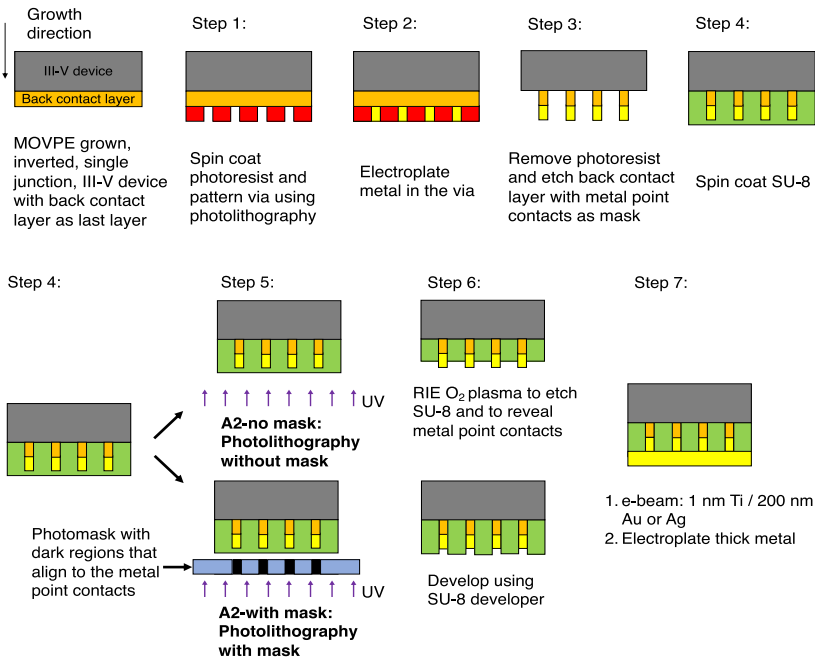 Growth
direction
III-V device
Back contact layer
MOVPE grown,
inverted, single
junction, III-V device
with back contact
layer as last layer
Step 1:
Spin coat
photoresist and
pattern via using
photolithography
Step 2:
Electroplate
metal in the via
Step 3:
Remove photoresist
and etch back contact
layer with metal point
contacts as mask
Step 4:
Spin coat SU-8
Step 4:
Photomask with
dark regions that
align to the metal
point contacts
Step 5:
UV
A2-no mask:
Photolithography
without mask
UV
A2-with mask:
Photolithography
with mask
Step 6:
RIE O₂ plasma to etch
SU-8 and to reveal
metal point contacts
Develop using
SU-8 developer
Step 7:
1. e-beam: 1 nm Ti / 200 nm
Au or Ag
2. Electroplate thick metal